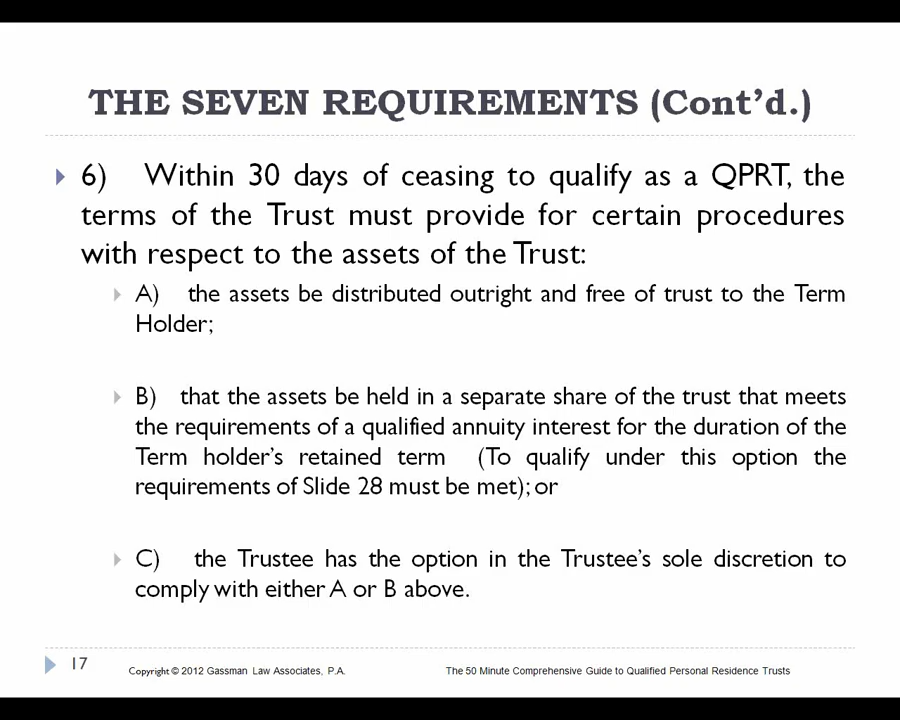 THE SEVEN REQUIREMENTS (Cont’d.)
6) Within 30 days of ceasing to qualify as a QPRT, the
terms of the Trust must provide for certain procedures
with respect to the assets of the Trust:
A) the assets be distributed outright and free of trust to the Term
Holder;
B) that the assets be held in a separate share of the trust that meets
the requirements of a qualified annuity interest for the duration of the
Term holder’s retained term (To qualify under this option the
requirements of Slide 28 must be met); or
C) the Trustee has the option in the Trustee’s sole discretion to
comply with either A or B above.
17 Copyright © 2012 Gassman Law Associates, P.A. The 50 Minute Comprehensive Guide to Qualified Personal Residence Trusts